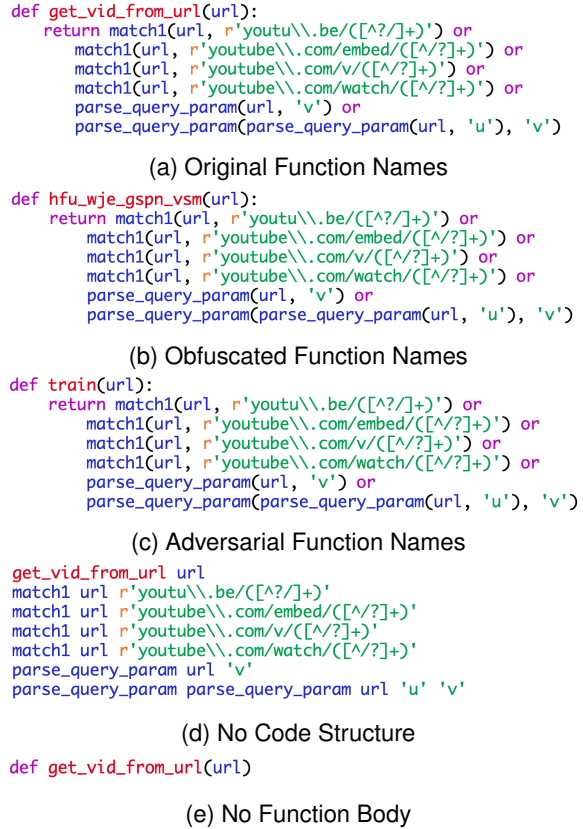 def get_vid_from_url(url):
return match1(url, r'youtu\\.be/([^?/]+)') or
match1(url, r'youtube\\.com/embed/([^/?]+)') or
match1(url, r'youtube\\.com/v/([^/?]+)') or
match1(url, r'youtube\\.com/watch/([^/?]+)') or
parse_query_param(url, 'v') or
parse_query_param(parse_query_param(url, 'u'), 'v')
(a) Original Function Names
def hfu_wje_gspn_vsm(url):
return match1(url, r'youtu\\.be/([^?/]+)') or
match1(url, r'youtube\\.com/embed/([^/?]+)') or
match1(url, r'youtube\\.com/v/([^/?]+)') or
match1(url, r'youtube\\.com/watch/([^/?]+)') or
parse_query_param(url, 'v') or
parse_query_param(parse_query_param(url, 'u'), 'v')
(b) Obfuscated Function Names
def train(url):
return match1(url, r'youtu\\.be/([^?/]+)') or
match1(url, r'youtube\\.com/embed/([^/?]+)') or
match1(url, r'youtube\\.com/v/([^/?]+)') or
match1(url, r'youtube\\.com/watch/([^/?]+)') or
parse_query_param(url, 'v') or
parse_query_param(parse_query_param(url, 'u'), 'v')
(c) Adversarial Function Names
get_vid_from_url url
match1 url r'youtu\\.be/([^?/]+)'
match1 url r'youtube\\.com/embed/([^/?]+)'
match1 url r'youtube\\.com/v/([^/?]+)'
match1 url r'youtube\\.com/watch/([^/?]+)'
parse_query_param url 'v'
parse_query_param parse_query_param url 'u' 'v'
(d) No Code Structure
def get_vid_from_url(url)
(e) No Function Body